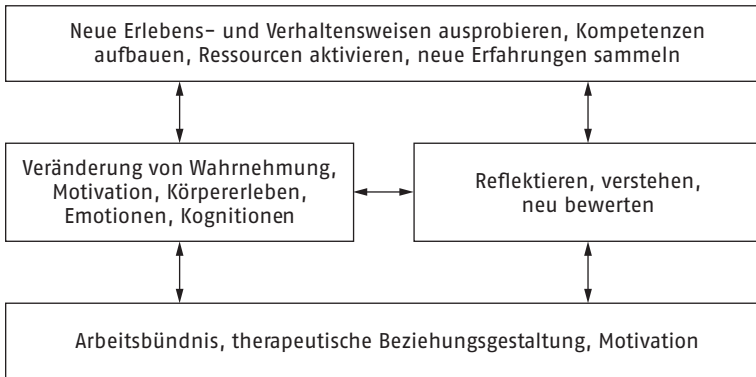 Neue Erlebens- und Verhaltensweisen ausprobieren, Kompetenzen
aufbauen, Ressourcen aktivieren, neue Erfahrungen sammeln
Veränderung von Wahrnehmung,
Motivation, Körpererleben,
Emotionen, Kognitionen
Reflektieren, verstehen,
neu bewerten
Arbeitsbündnis, therapeutische Beziehungsgestaltung, Motivation